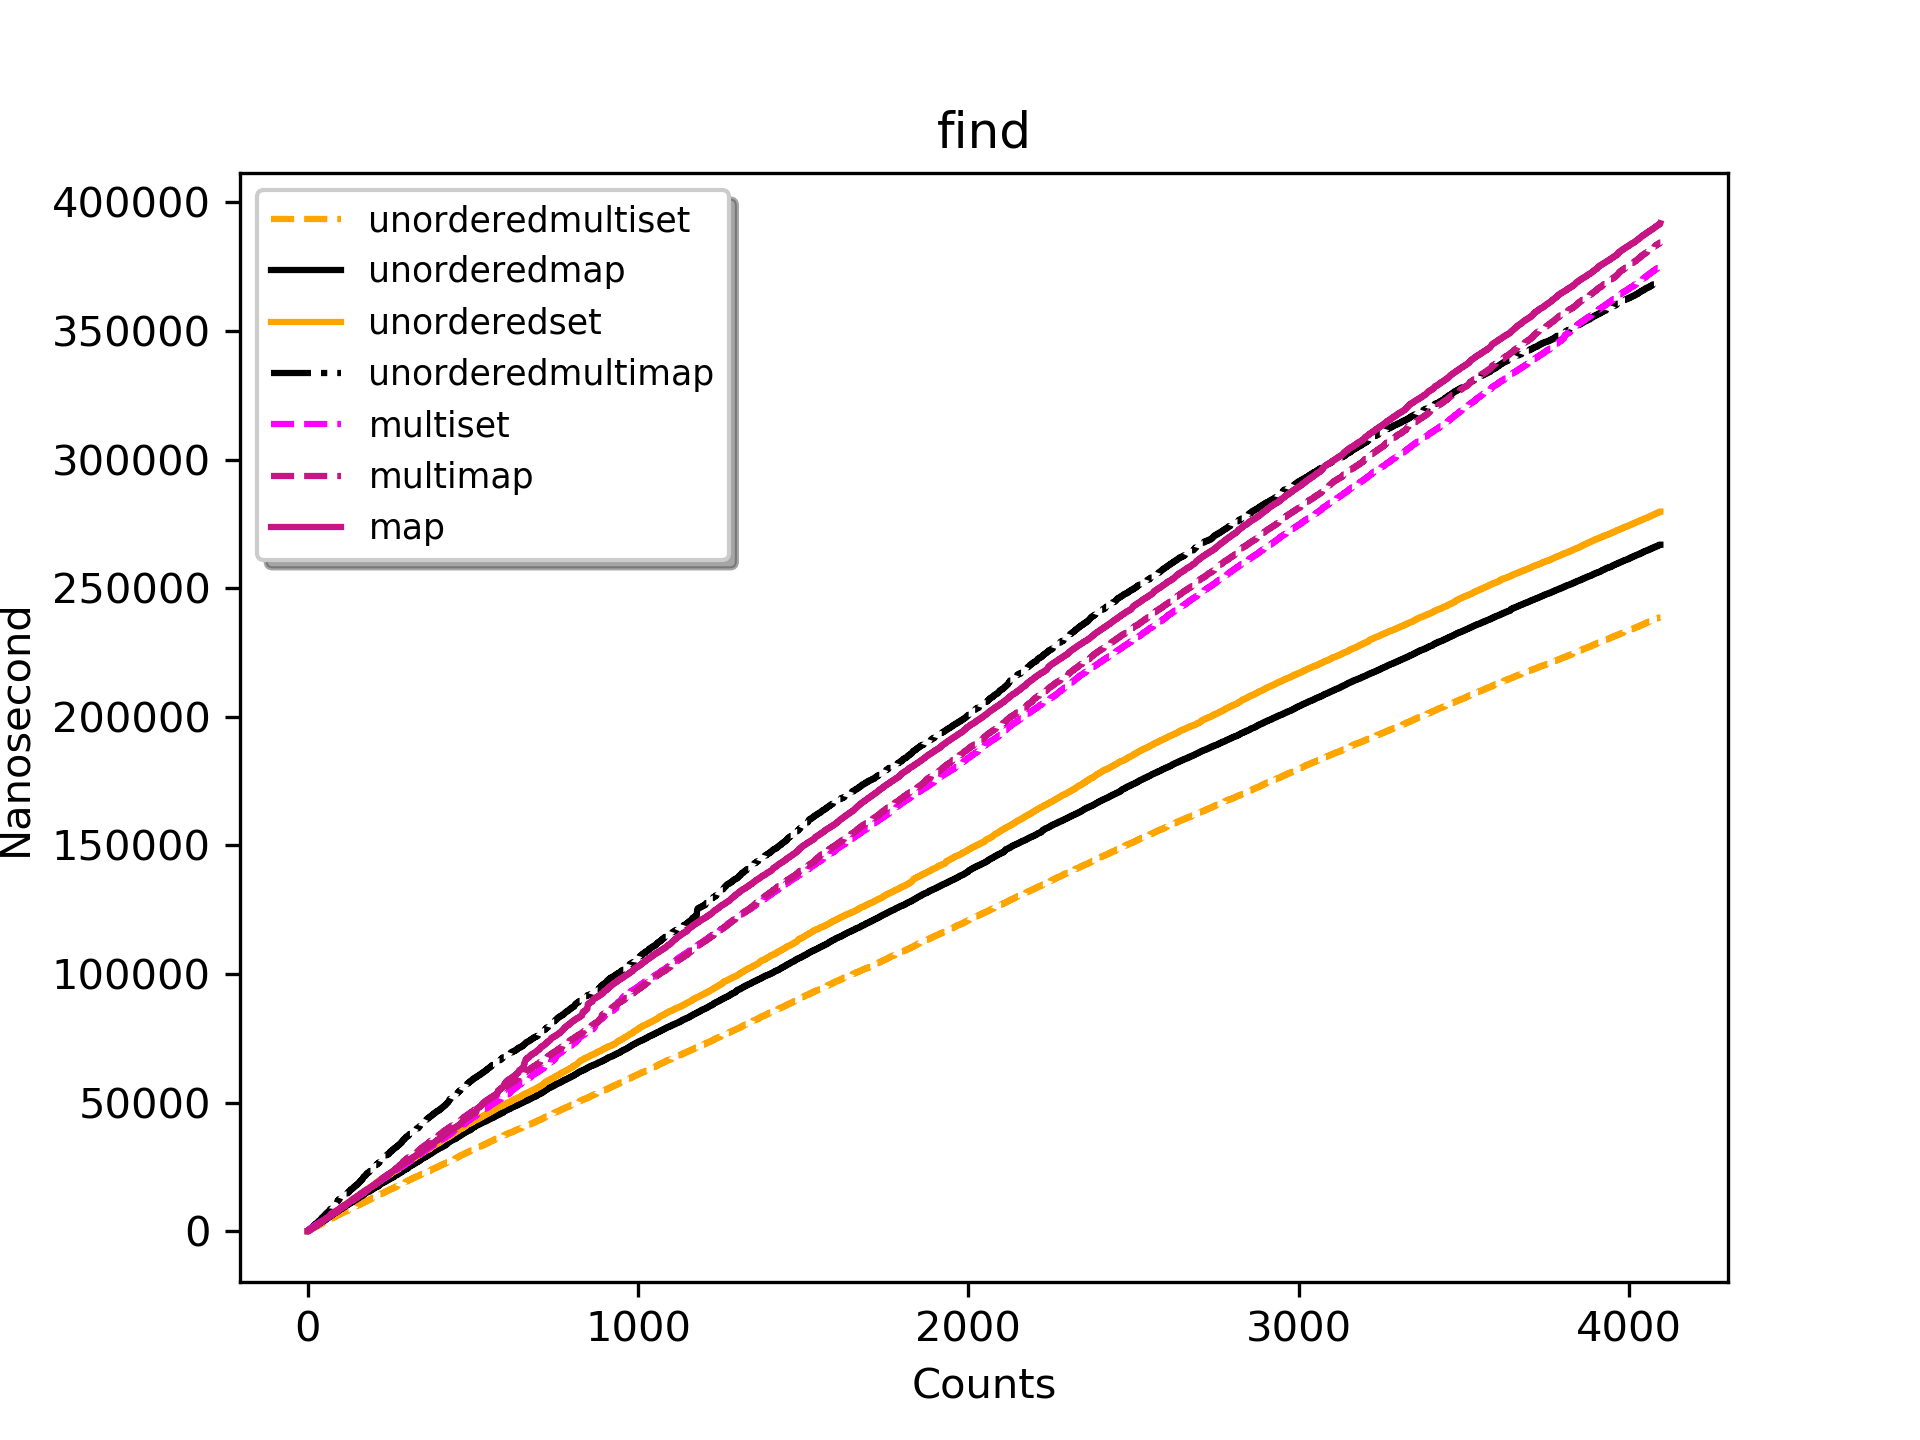 find
400000
350000
300000
250000
200000
150000
100000
50000
0
Nanosecond
unorderedmultiset
unorderedmap
unorderedset
unorderedmultimap
multiset
multimap
map
0 1000 2000 3000 4000
Counts